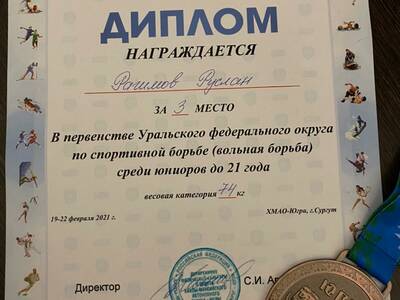 ДИПЛОМ
НАГРАЖДАЕТСЯ
Рагимов Руслан
ЗА 3 МЕСТО
В первенстве Уральского федерального округа
по спортивной борьбе (вольная борьба)
среди юниоров до 21 года
весовая категория 74 кг
19-22 февраля 2021 г. ХМАО-Югра, г.Сургут
Директор С.И.